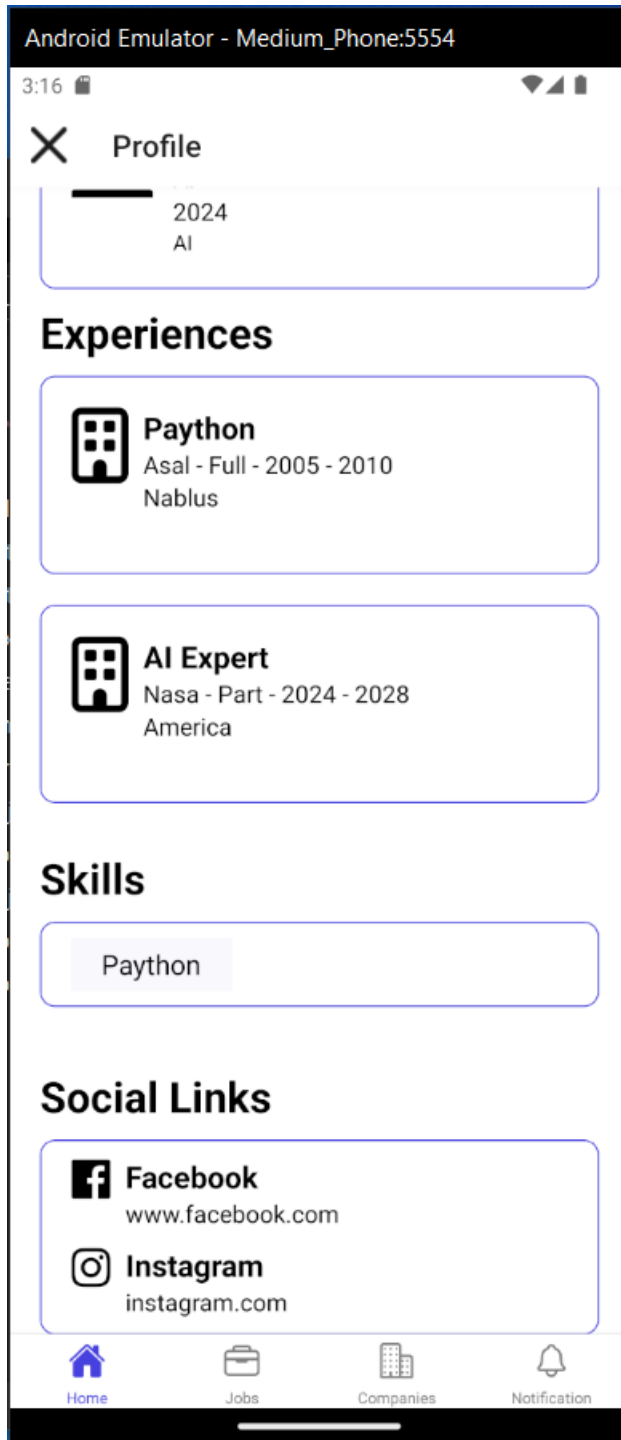 Android Emulator - Medium_Phone:5554
3:16
Profile
2024
AI
Experiences
Paython
Asal - Full - 2005 - 2010
Nablus
AI Expert
Nasa - Part - 2024 - 2028
America
Skills
Paython
Social Links
Facebook
www.facebook.com
Instagram
instagram.com
Home Jobs Companies Notification